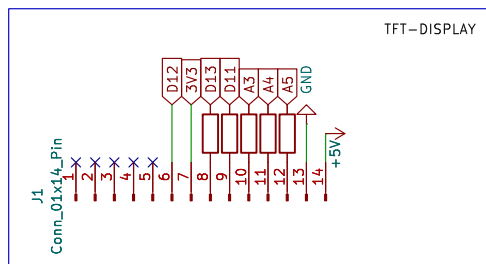 TFT-DISPLAY
D12
3V3
D13
D11
A3
A4
A5
GND
+5V
J1
Conn_01x14_Pin
1
2
3
4
5
6
7
8
9
10
11
12
13
14